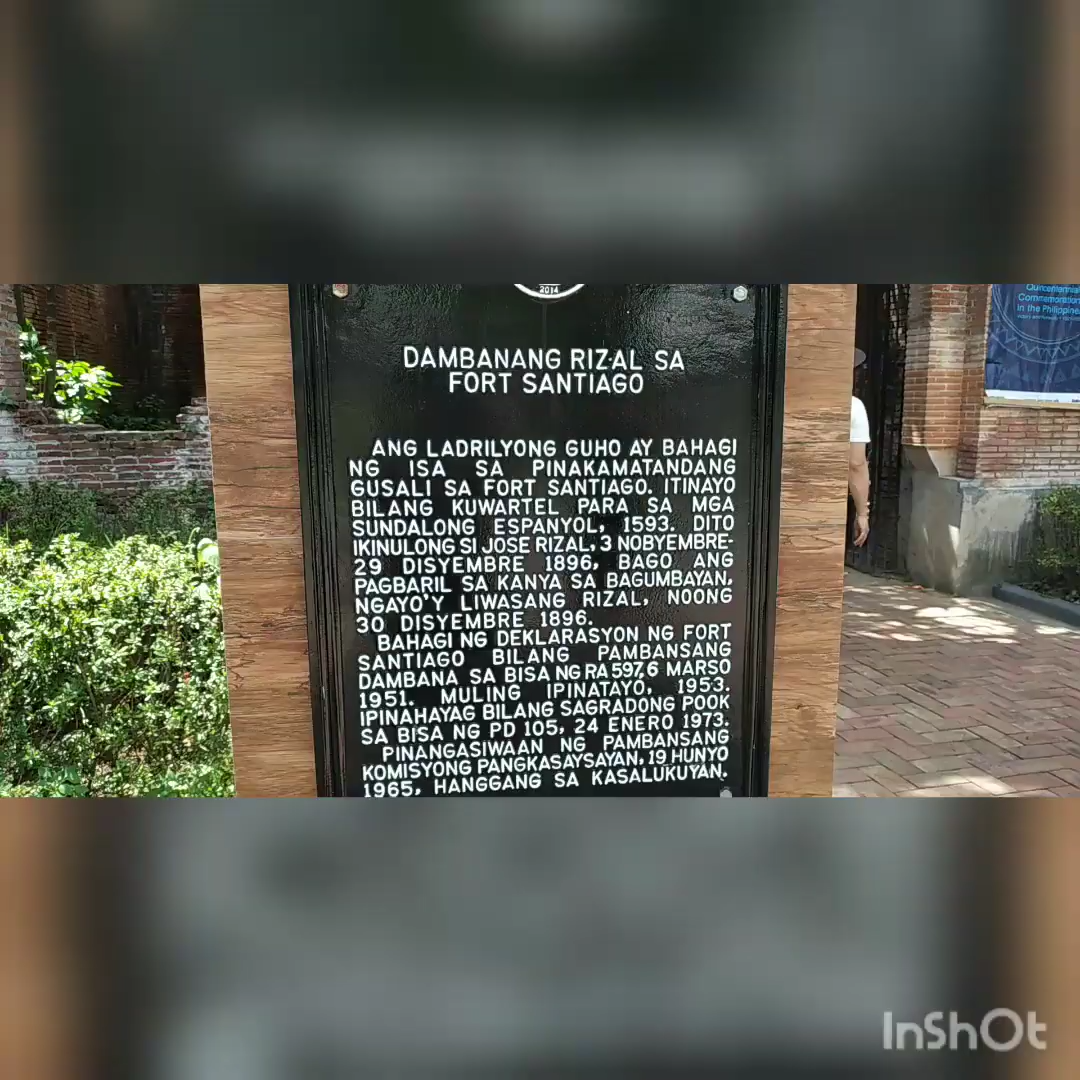 2014
DAMBANANG RIZAL SA
FORT SANTIAGO
ANG LADRILYONG GUHO AY BAHAGI
NG ISA SA PINAKAMATANDANG
GUSALI SA FORT SANTIAGO. ITINAYO
BILANG KUWARTEL PARA SA MGA
SUNDALONG ESPANYOL, 1593. DITO
IKINULONG SI JOSE RIZAL, 3 NOBYEMBRE-
29 DISYEMBRE 1896, BAGO ANG
PAGBARIL SA KANYA SA BAGUMBAYAN,
NGAYO'Y LIWASANG RIZAL, NOONG
30 DISYEMBRE 1896.
BAHAGI NG DEKLARASYON NG FORT
SANTIAGO BILANG PAMBANSANG
DAMBANA SA BISA NG RA 597, 6 MARSO
1951. MULING IPINATAYO, 1953.
IPINAHAYAG BILANG SAGRADONG POOK
SA BISA NG PD 105, 24 ENERO 1973.
PINANGASIWAAN NG PAMBANSANG
KOMISYONG PANGKASAYSAYAN, 19 HUNYO
1965, HANGGANG SA KASALUKUYAN.
Quincentennial
Commemoration
in the Philippine
InShOt